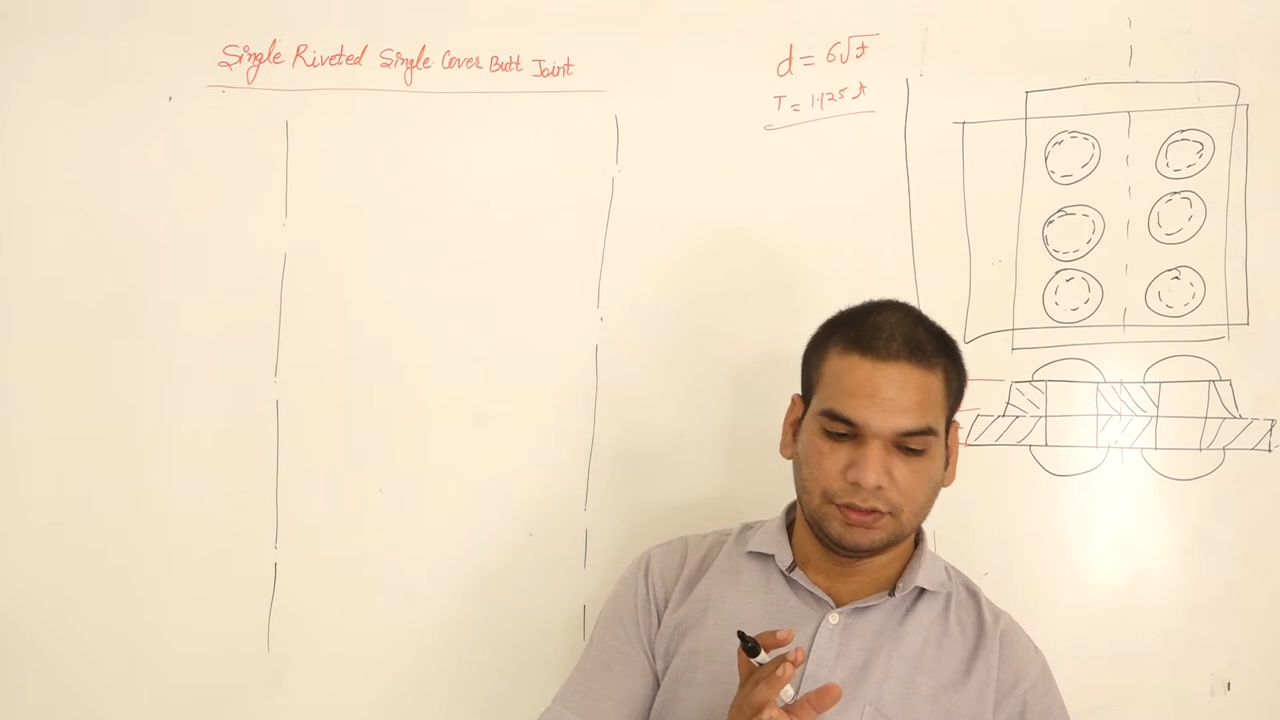 Single Riveted Single Cover Butt Joint
d = 6√t
T = 1.125 t